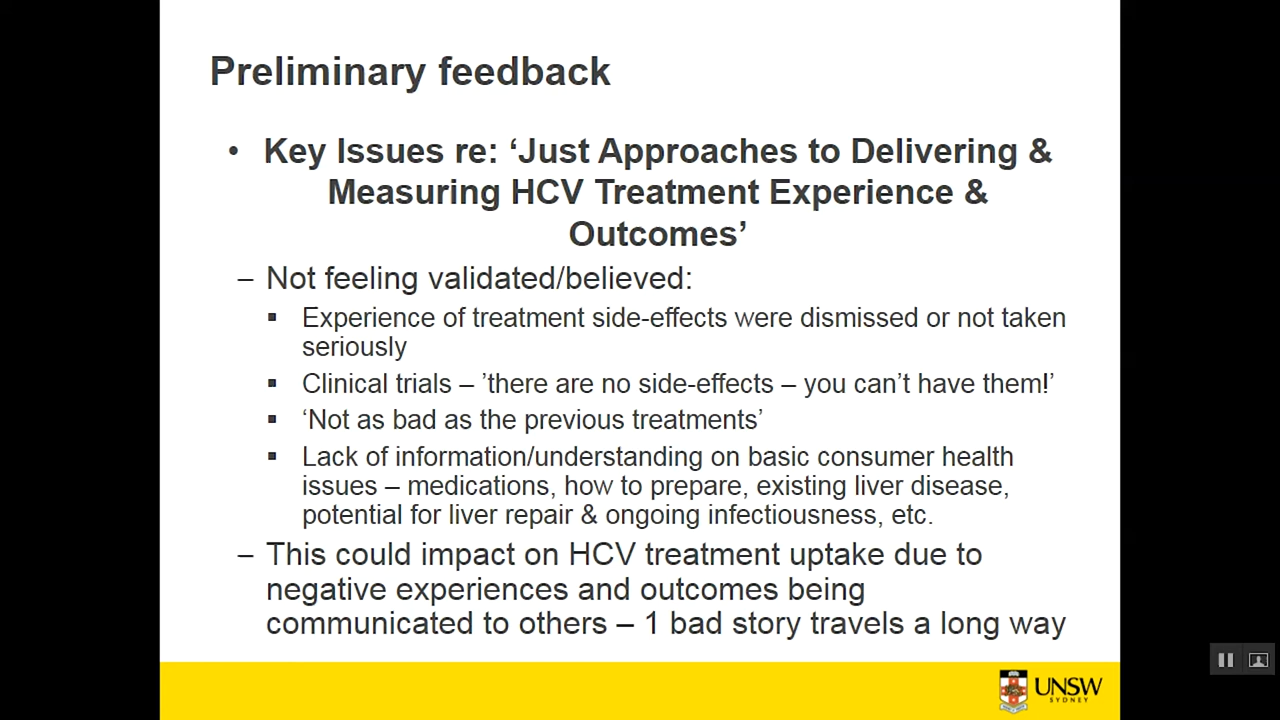 Preliminary feedback
• Key Issues re: ‘Just Approaches to Delivering &
Measuring HCV Treatment Experience &
Outcomes’
– Not feeling validated/believed:
▪ Experience of treatment side-effects were dismissed or not taken
seriously
▪ Clinical trials – ’there are no side-effects – you can’t have them!’
▪ ‘Not as bad as the previous treatments’
▪ Lack of information/understanding on basic consumer health
issues – medications, how to prepare, existing liver disease,
potential for liver repair & ongoing infectiousness, etc.
– This could impact on HCV treatment uptake due to
negative experiences and outcomes being
communicated to others – 1 bad story travels a long way
UNSW
SYDNEY